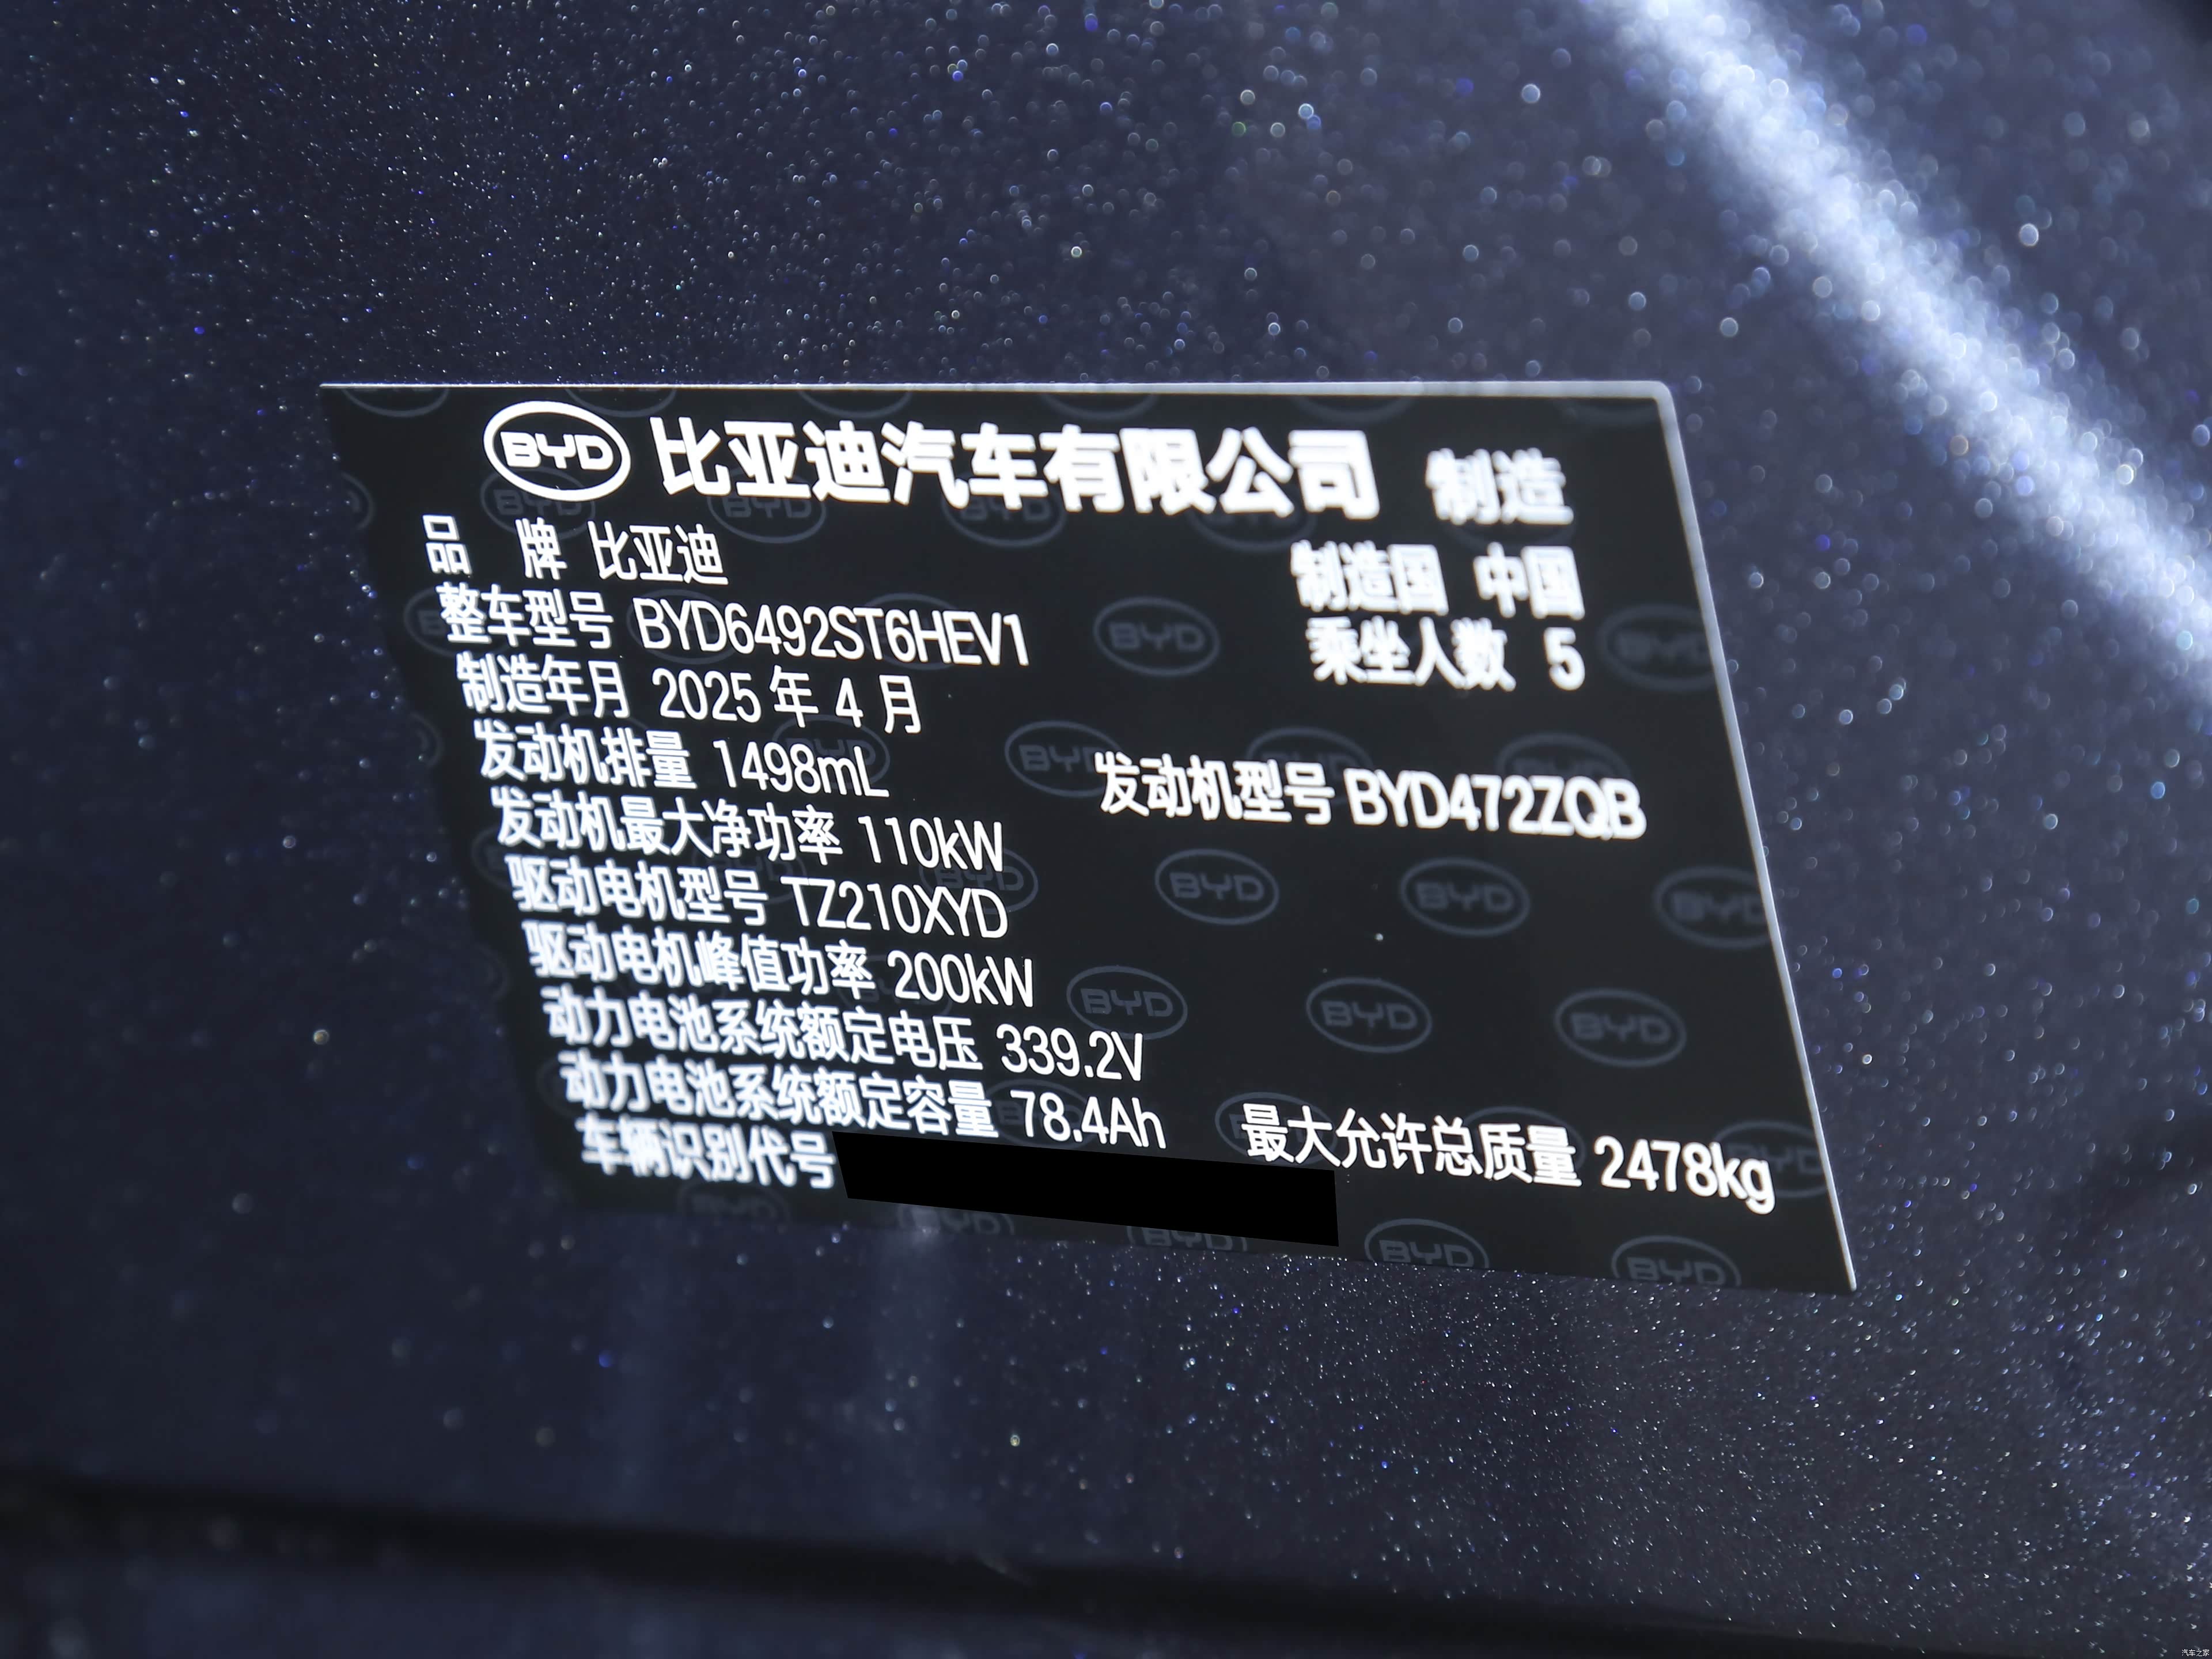 BYD 比亚迪汽车有限公司 制造
品 牌 比亚迪 制造国 中国
整车型号 BYD6492ST6HEV1 乘坐人数 5
制造年月 2025 年 4 月
发动机排量 1498mL 发动机型号 BYD472ZQB
发动机最大净功率 110kW
驱动电机型号 TZ210XYD
驱动电机峰值功率 200kW
动力电池系统额定电压 339.2V
动力电池系统额定容量 78.4Ah 最大允许总质量 2478kg
车辆识别代号
汽车之家